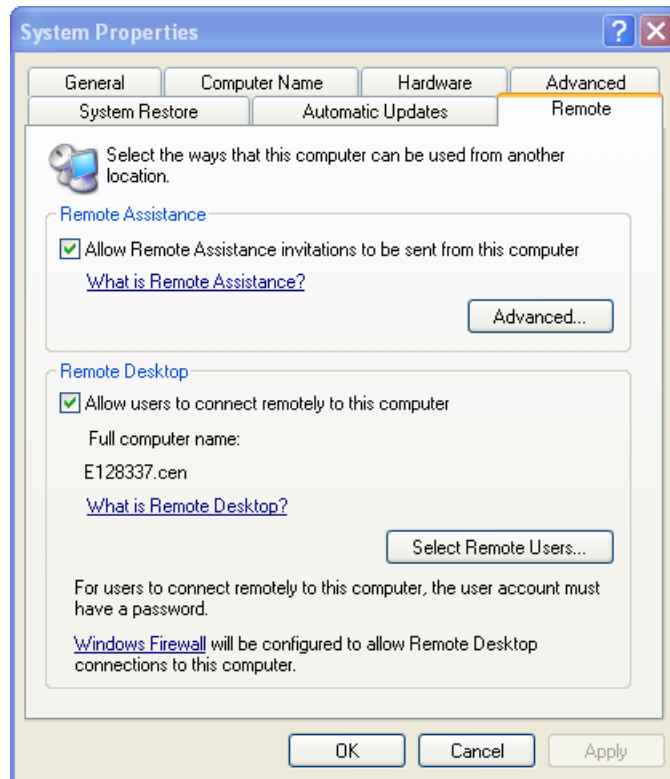 System Properties
General Computer Name Hardware Advanced
System Restore Automatic Updates Remote
Select the ways that this computer can be used from another
location.
Remote Assistance
Allow Remote Assistance invitations to be sent from this computer
What is Remote Assistance?
Advanced...
Remote Desktop
Allow users to connect remotely to this computer
Full computer name:
E128337.cen
What is Remote Desktop?
Select Remote Users...
For users to connect remotely to this computer, the user account must
have a password.
Windows Firewall will be configured to allow Remote Desktop
connections to this computer.
OK Cancel Apply